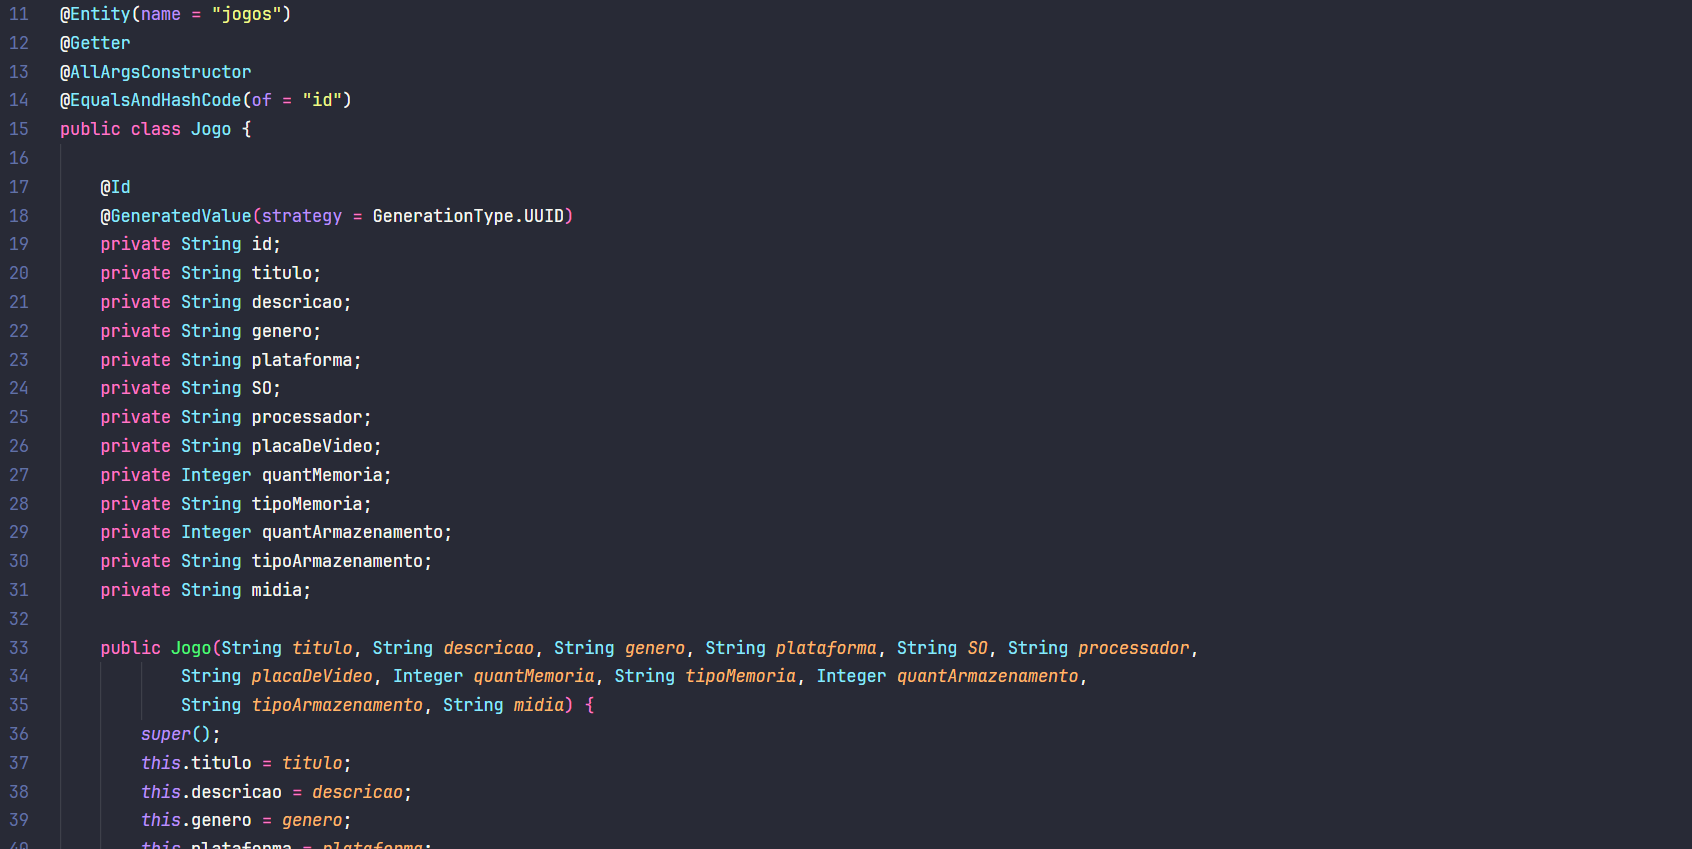 11 @Entity(name = "jogos")
12 @Getter
13 @AllArgsConstructor
14 @EqualsAndHashCode(of = "id")
15 public class Jogo {
16
17 @Id
18 @GeneratedValue(strategy = GenerationType.UUID)
19 private String id;
20 private String titulo;
21 private String descricao;
22 private String genero;
23 private String plataforma;
24 private String SO;
25 private String processador;
26 private String placaDeVideo;
27 private Integer quantMemoria;
28 private String tipoMemoria;
29 private Integer quantArmazenamento;
30 private String tipoArmazenamento;
31 private String midia;
32
33 public Jogo(String titulo, String descricao, String genero, String plataforma, String SO, String processador,
34 String placaDeVideo, Integer quantMemoria, String tipoMemoria, Integer quantArmazenamento,
35 String tipoArmazenamento, String midia) {
36 super();
37 this.titulo = titulo;
38 this.descricao = descricao;
39 this.genero = genero;
40 this.plataforma = plataforma;